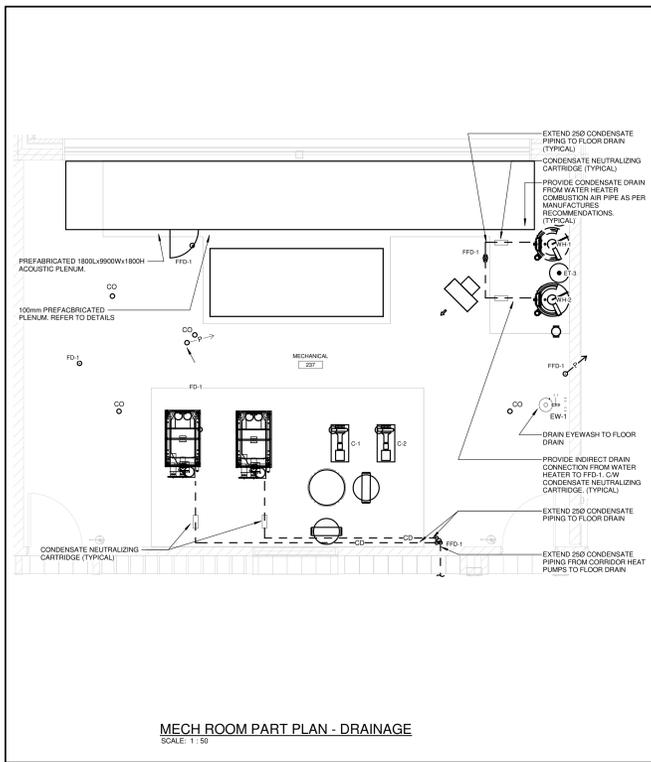 EXTEND 25Ø CONDENSATE
PIPING TO FLOOR DRAIN
(TYPICAL)
CONDENSATE NEUTRALIZING
CARTRIDGE (TYPICAL)
PROVIDE CONDENSATE DRAIN
FROM WATER HEATER
COMBUSTION AIR PIPE AS PER
MANUFACTURES
RECOMMENDATIONS.
(TYPICAL)
WH-1
FFD-1
FFD-1
PREFABRICATED 1800Lx9900Wx1800H
ACOUSTIC PLENUM.
ET-3
CO
WH-2
100mm PREFACBRICATED
PLENUM. REFER TO DETAILS
CO
P
MECHANICAL
237
FD-1
FFD-1
P
FD-1
CO
CO
EW-1
C-1
C-2
DRAIN EYEWASH TO FLOOR
DRAIN
PROVIDE INDIRECT DRAIN
CONNECTION FROM WATER
HEATER TO FFD-1. C/W
CONDENSATE NEUTRALIZING
CARTRIDGE. (TYPICAL)
EXTEND 25Ø CONDENSATE
PIPING TO FLOOR DRAIN
CD
CD
FFD-1
CONDENSATE NEUTRALIZING
CARTRIDGE (TYPICAL)
EXTEND 25Ø CONDENSATE
PIPING FROM CORRIDOR HEAT
PUMPS TO FLOOR DRAIN
MECH ROOM PART PLAN - DRAINAGE
SCALE: 1 : 50